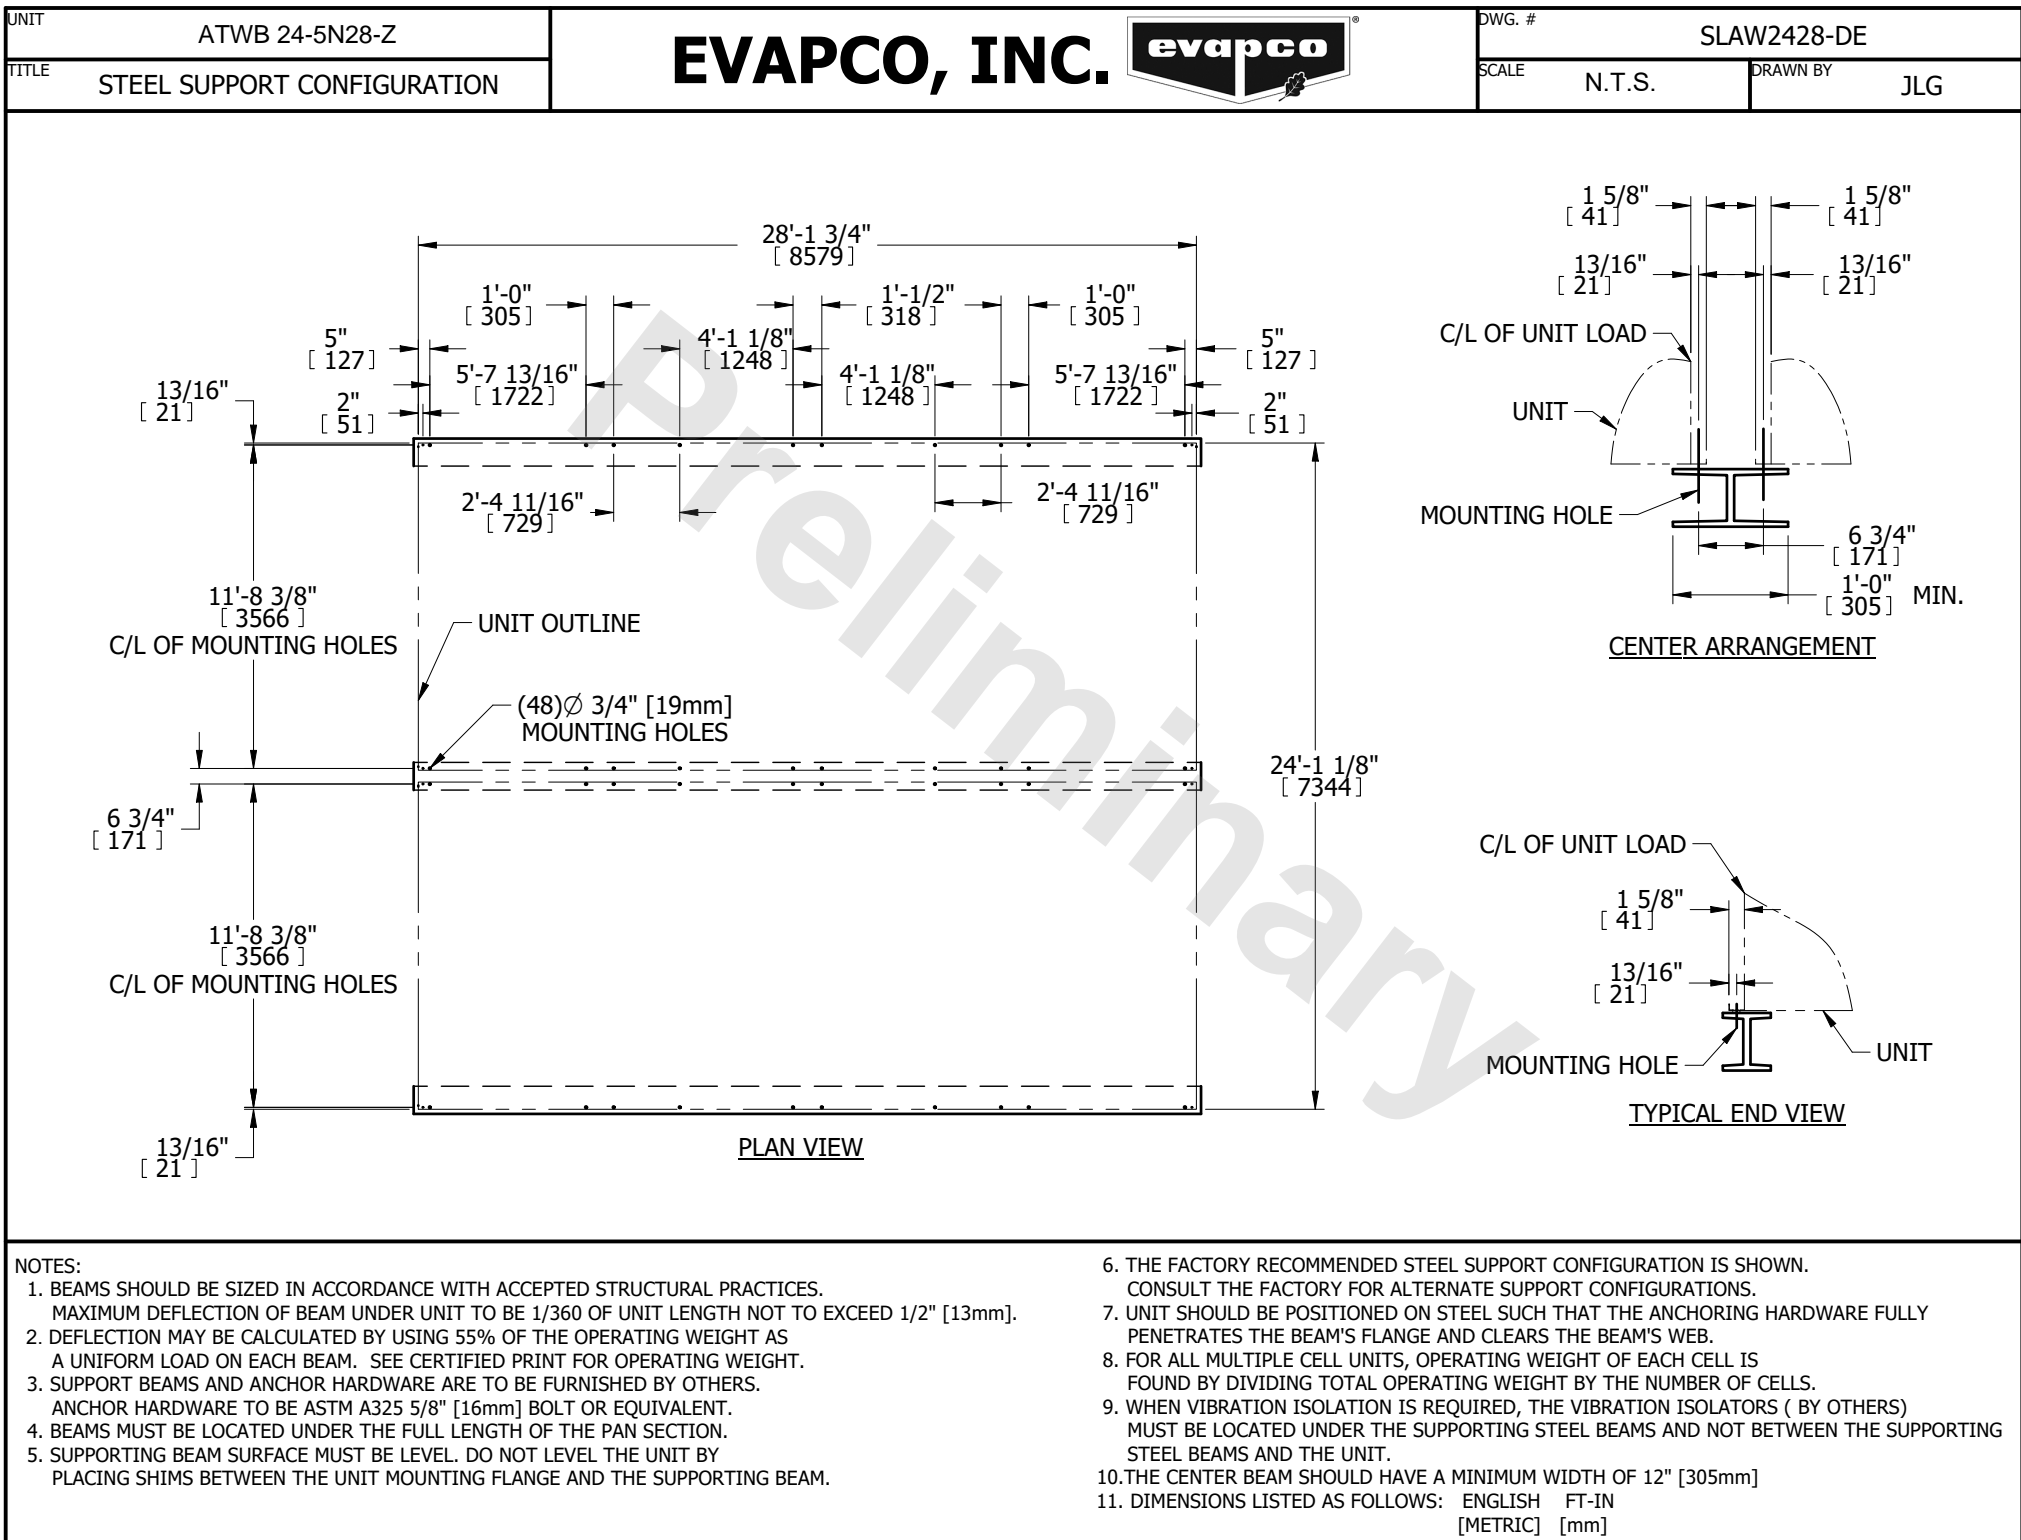 UNIT
ATWB 24-5N28-Z
TITLE
STEEL SUPPORT CONFIGURATION
EVAPCO, INC.
evapco
®
DWG. #
SLAW2428-DE
SCALE
N.T.S.
DRAWN BY
JLG
28'-1 3/4"
[ 8579 ]
1'-0"
[ 305 ]
1'-1/2"
[ 318 ]
1'-0"
[ 305 ]
5"
[ 127 ]
4'-1 1/8"
[ 1248 ]
5"
[ 127 ]
5'-7 13/16"
[ 1722 ]
4'-1 1/8"
[ 1248 ]
5'-7 13/16"
[ 1722 ]
13/16"
[ 21 ]
2"
[ 51 ]
2"
[ 51 ]
2'-4 11/16"
[ 729 ]
2'-4 11/16"
[ 729 ]
11'-8 3/8"
[ 3566 ]
C/L OF MOUNTING HOLES
UNIT OUTLINE
(48)Ø 3/4" [19mm]
MOUNTING HOLES
6 3/4"
[ 171 ]
24'-1 1/8"
[ 7344 ]
11'-8 3/8"
[ 3566 ]
C/L OF MOUNTING HOLES
13/16"
[ 21 ]
PLAN VIEW
Preliminary
1 5/8"
[ 41 ]
1 5/8"
[ 41 ]
13/16"
[ 21 ]
13/16"
[ 21 ]
C/L OF UNIT LOAD
UNIT
MOUNTING HOLE
6 3/4"
[ 171 ]
1'-0"
[ 305 ]
MIN.
CENTER ARRANGEMENT
C/L OF UNIT LOAD
1 5/8"
[ 41 ]
13/16"
[ 21 ]
MOUNTING HOLE
UNIT
TYPICAL END VIEW
NOTES:
1. BEAMS SHOULD BE SIZED IN ACCORDANCE WITH ACCEPTED STRUCTURAL PRACTICES.
MAXIMUM DEFLECTION OF BEAM UNDER UNIT TO BE 1/360 OF UNIT LENGTH NOT TO EXCEED 1/2" [13mm].
2. DEFLECTION MAY BE CALCULATED BY USING 55% OF THE OPERATING WEIGHT AS
A UNIFORM LOAD ON EACH BEAM. SEE CERTIFIED PRINT FOR OPERATING WEIGHT.
3. SUPPORT BEAMS AND ANCHOR HARDWARE ARE TO BE FURNISHED BY OTHERS.
ANCHOR HARDWARE TO BE ASTM A325 5/8" [16mm] BOLT OR EQUIVALENT.
4. BEAMS MUST BE LOCATED UNDER THE FULL LENGTH OF THE PAN SECTION.
5. SUPPORTING BEAM SURFACE MUST BE LEVEL. DO NOT LEVEL THE UNIT BY
PLACING SHIMS BETWEEN THE UNIT MOUNTING FLANGE AND THE SUPPORTING BEAM.
6. THE FACTORY RECOMMENDED STEEL SUPPORT CONFIGURATION IS SHOWN.
CONSULT THE FACTORY FOR ALTERNATE SUPPORT CONFIGURATIONS.
7. UNIT SHOULD BE POSITIONED ON STEEL SUCH THAT THE ANCHORING HARDWARE FULLY
PENETRATES THE BEAM'S FLANGE AND CLEARS THE BEAM'S WEB.
8. FOR ALL MULTIPLE CELL UNITS, OPERATING WEIGHT OF EACH CELL IS
FOUND BY DIVIDING TOTAL OPERATING WEIGHT BY THE NUMBER OF CELLS.
9. WHEN VIBRATION ISOLATION IS REQUIRED, THE VIBRATION ISOLATORS ( BY OTHERS)
MUST BE LOCATED UNDER THE SUPPORTING STEEL BEAMS AND NOT BETWEEN THE SUPPORTING
STEEL BEAMS AND THE UNIT.
10.THE CENTER BEAM SHOULD HAVE A MINIMUM WIDTH OF 12" [305mm]
11. DIMENSIONS LISTED AS FOLLOWS: ENGLISH FT-IN
[METRIC] [mm]